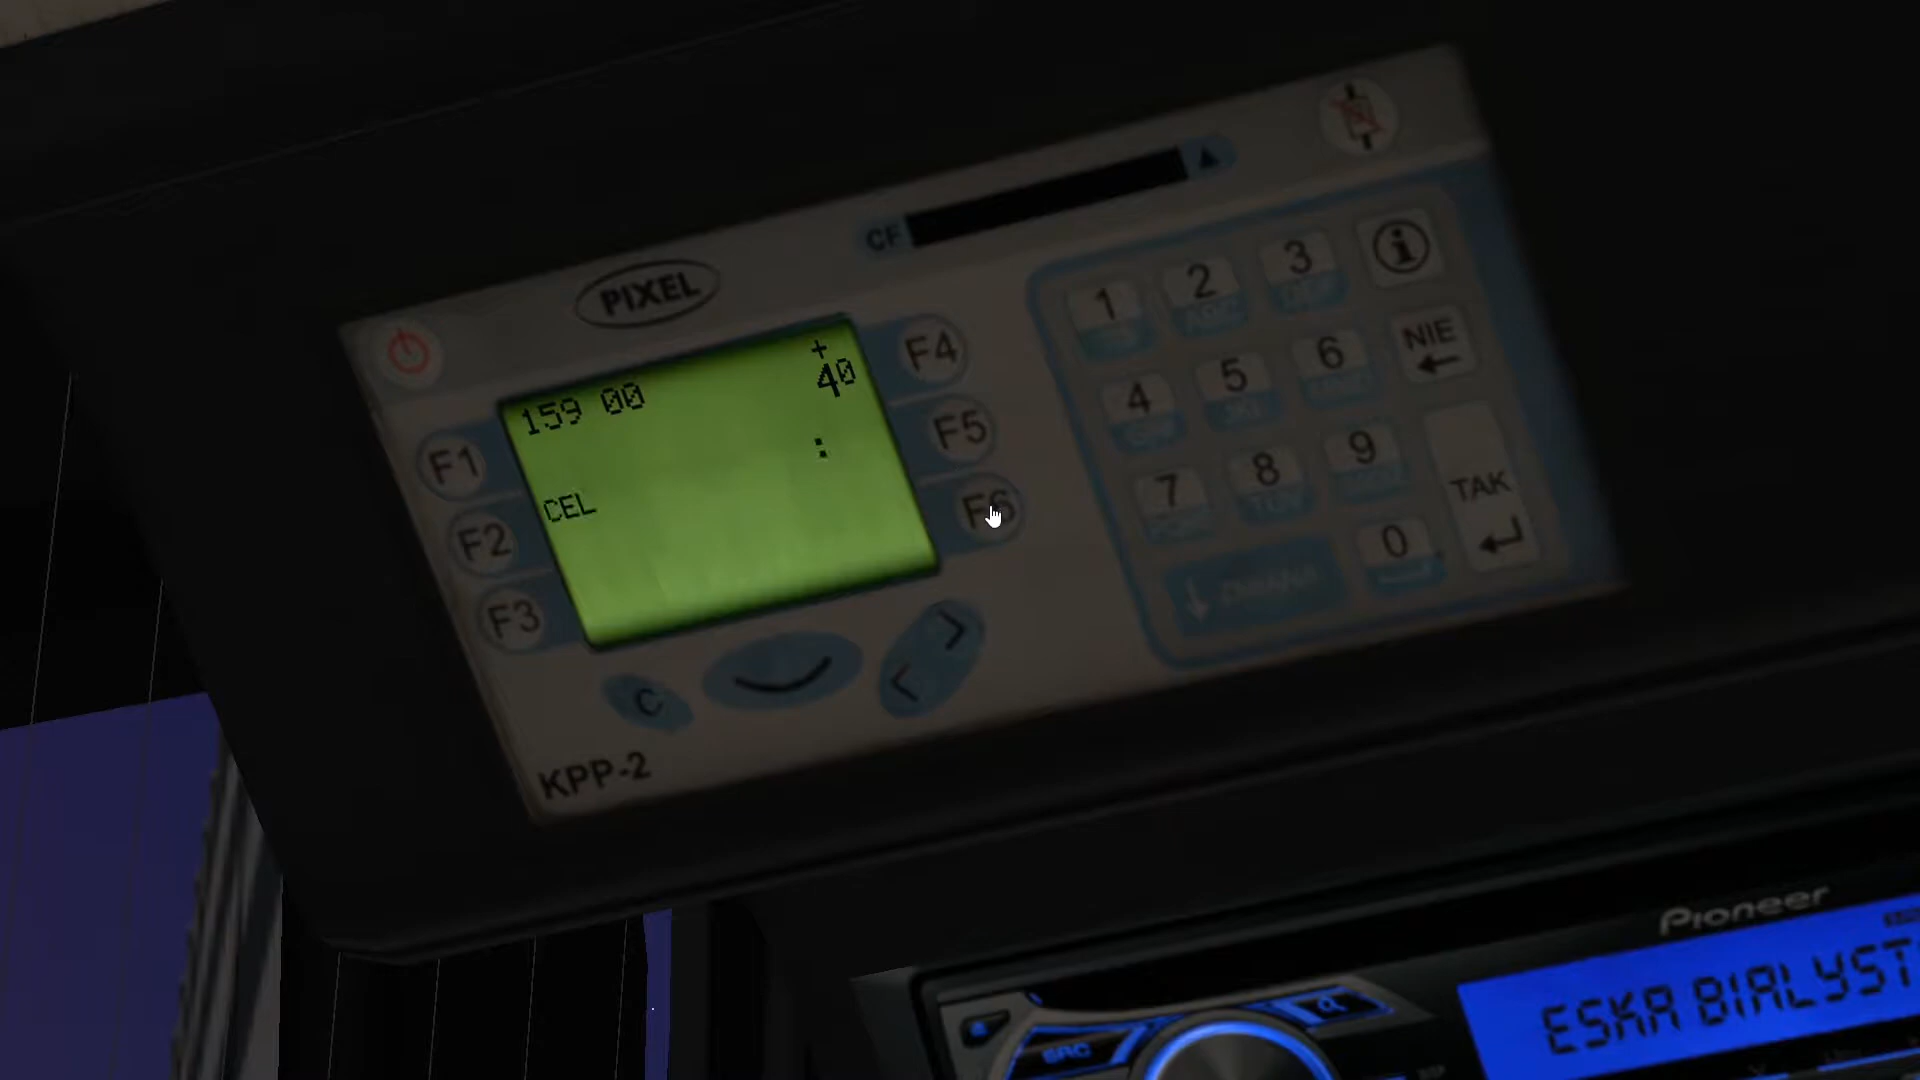 CF
PIXEL
+
159 00 40
:
CEL
F1
F2
F3
F4
F5
F6
1 2 3 i
4 5 6 NIE
7 8 9 TAK
0
C
KPP-2
Pioneer
ESKA BIALYST
SRC